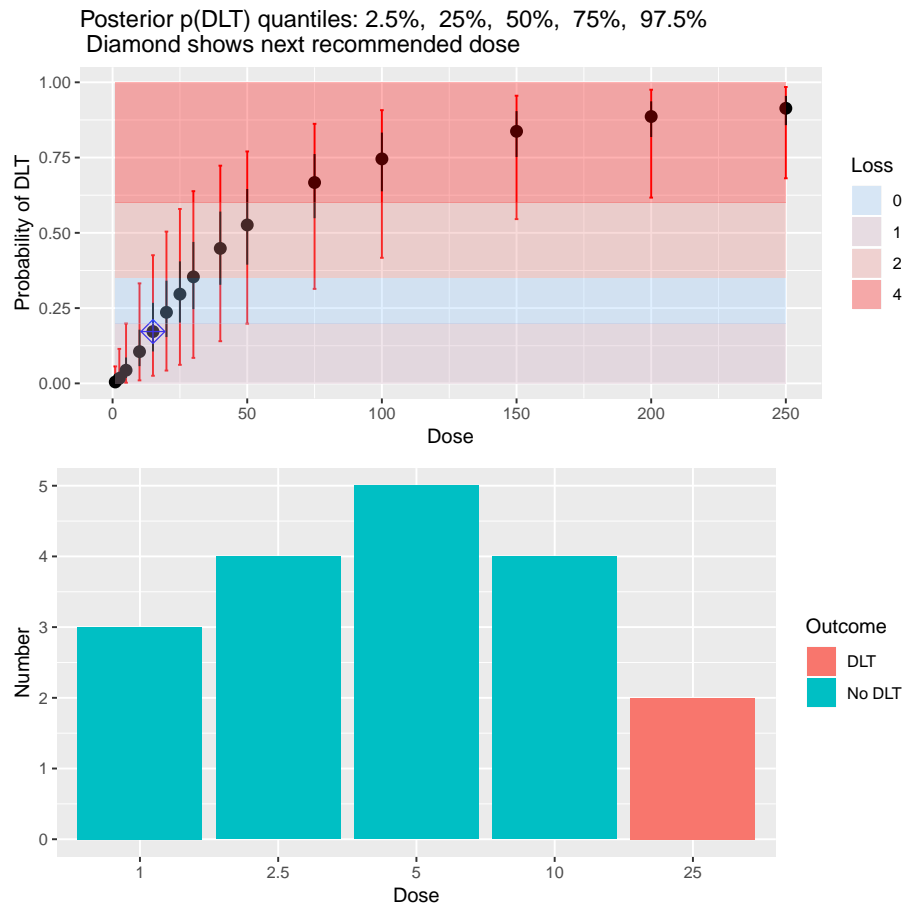 Posterior p(DLT) quantiles: 2.5%,  25%,  50%,  75%,  97.5%
Diamond shows next recommended dose
1.00
0.75
0.50
0.25
0.00
Probability of DLT
0 50 100 150 200 250
Dose
Loss
0
1
2
4
5
4
3
2
1
0
Number
1 2.5 5 10 25
Dose
Outcome
DLT
No DLT